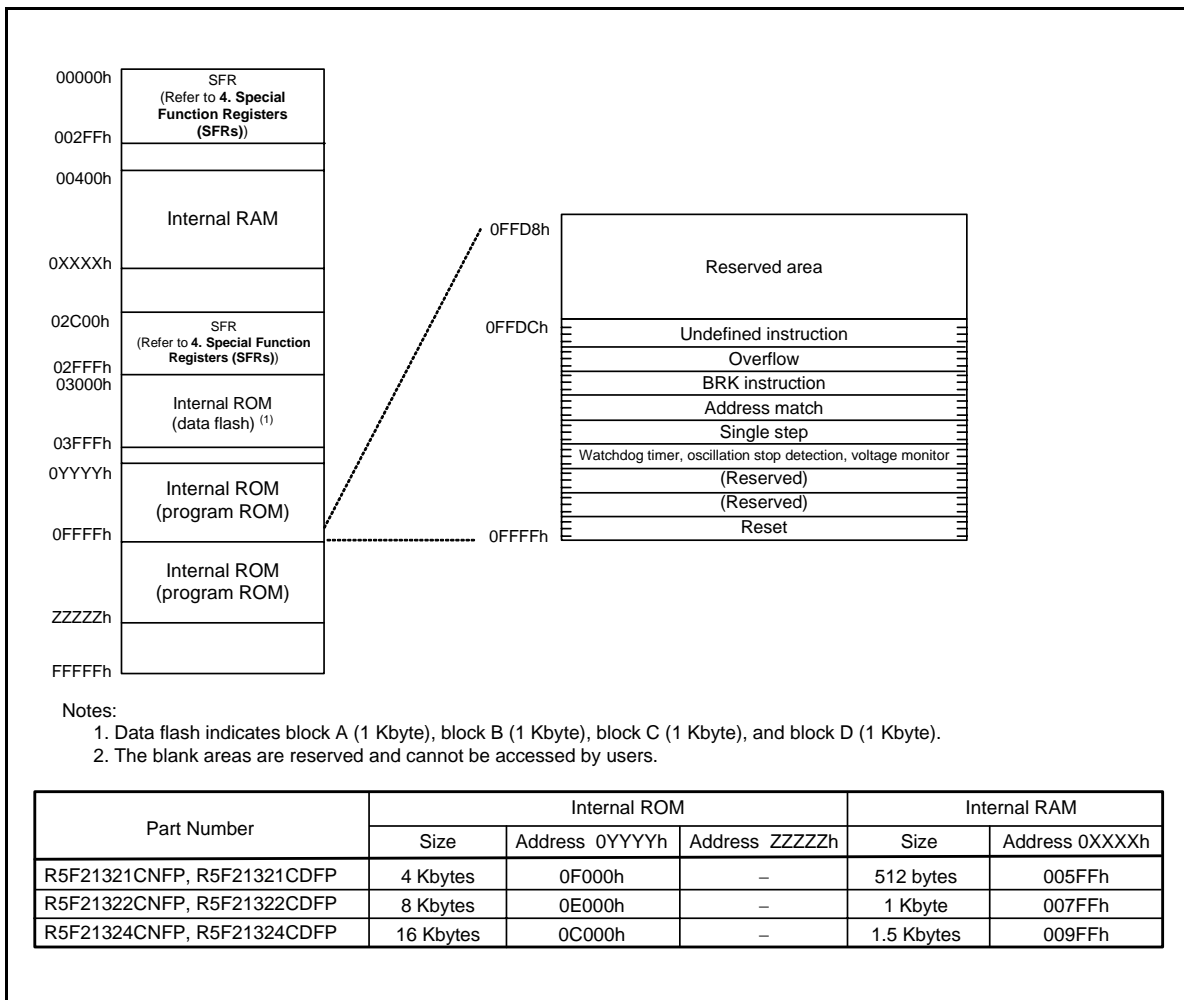 00000h
SFR
(Refer to 4. Special
Function Registers
(SFRs))
002FFh
00400h
Internal RAM
0XXXXh
02C00h
SFR
(Refer to 4. Special Function
Registers (SFRs))
02FFFh
03000h
Internal ROM
(data flash) (1)
03FFFh
0YYYYh
Internal ROM
(program ROM)
0FFFFh
Internal ROM
(program ROM)
ZZZZZh
FFFFFh
0FFD8h
Reserved area
0FFDCh
Undefined instruction
Overflow
BRK instruction
Address match
Single step
Watchdog timer, oscillation stop detection, voltage monitor
(Reserved)
(Reserved)
Reset
0FFFFh
Notes:
1. Data flash indicates block A (1 Kbyte), block B (1 Kbyte), block C (1 Kbyte), and block D (1 Kbyte).
2. The blank areas are reserved and cannot be accessed by users.
Part Number Internal ROM Internal RAM
Size Address 0YYYYh Address ZZZZZh Size Address 0XXXXh
R5F21321CNFP, R5F21321CDFP 4 Kbytes 0F000h – 512 bytes 005FFh
R5F21322CNFP, R5F21322CDFP 8 Kbytes 0E000h – 1 Kbyte 007FFh
R5F21324CNFP, R5F21324CDFP 16 Kbytes 0C000h – 1.5 Kbytes 009FFh